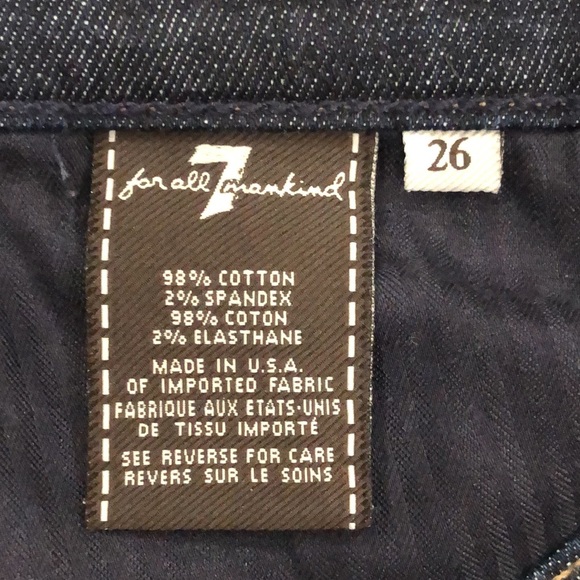 7
for all mankind
26
98% COTTON
2% SPANDEX
98% COTON
2% ELASTHANE
MADE IN U.S.A.
OF IMPORTED FABRIC
FABRIQUE AUX ETATS-UNIS
DE TISSU IMPORTÉ
SEE REVERSE FOR CARE
REVERS SUR LE SOINS